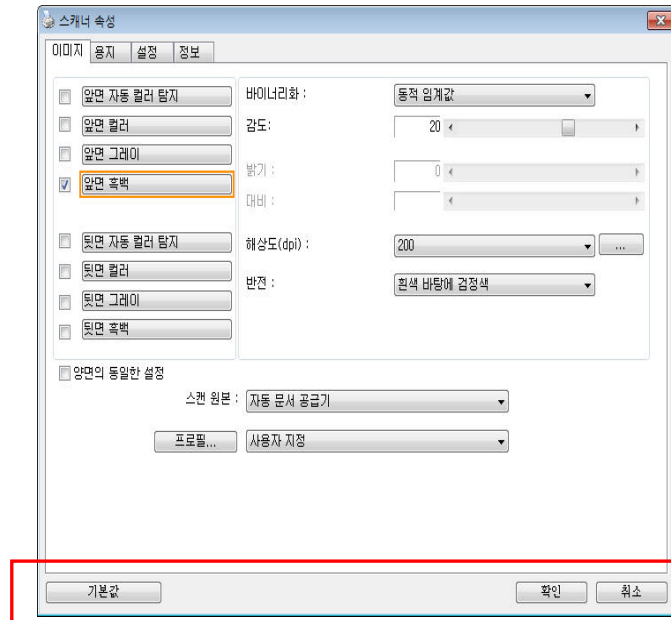 스캐너 속성
이미지 용지 설정 정보
앞면 자동 컬러 탐지 바이너리화 : 동적 임계값
앞면 컬러 감도: 20
앞면 그레이
밝기 : 0
앞면 흑백
대비 :
뒷면 자동 컬러 탐지 해상도(dpi) : 200 ...
뒷면 컬러
반전 : 흰색 바탕에 검정색
뒷면 그레이
뒷면 흑백
양면의 동일한 설정
스캔 원본 : 자동 문서 공급기
프로필... 사용자 지정
기본값 확인 취소